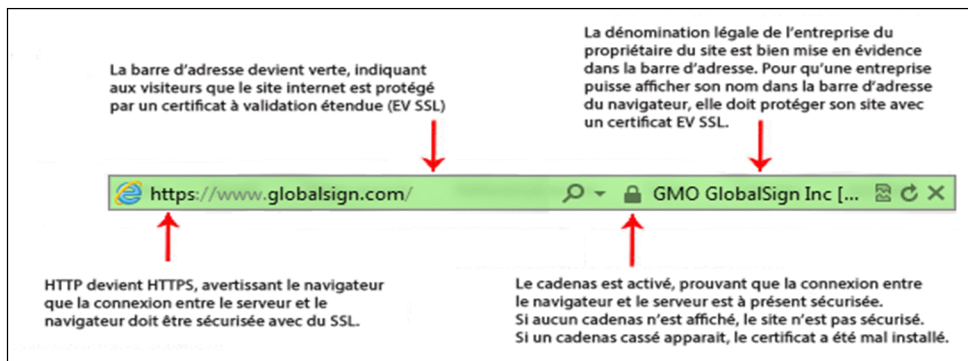 La dénomination légale de l'entreprise du
propriétaire du site est bien mise en évidence
dans la barre d'adresse. Pour qu'une entreprise
puisse afficher son nom dans la barre d'adresse
du navigateur, elle doit protéger son site avec
un certificat EV SSL.
La barre d'adresse devient verte, indiquant
aux visiteurs que le site internet est protégé
par un certificat à validation étendue (EV SSL)
https://www.globalsign.com/ GMO GlobalSign Inc [...
HTTP devient HTTPS, avertissant le navigateur
que la connexion entre le serveur et le
navigateur doit être sécurisée avec du SSL.
Le cadenas est activé, prouvant que la connexion entre
le navigateur et le serveur est à présent sécurisée.
Si aucun cadenas n'est affiché, le site n'est pas sécurisé.
Si un cadenas cassé apparait, le certificat a été mal installé.